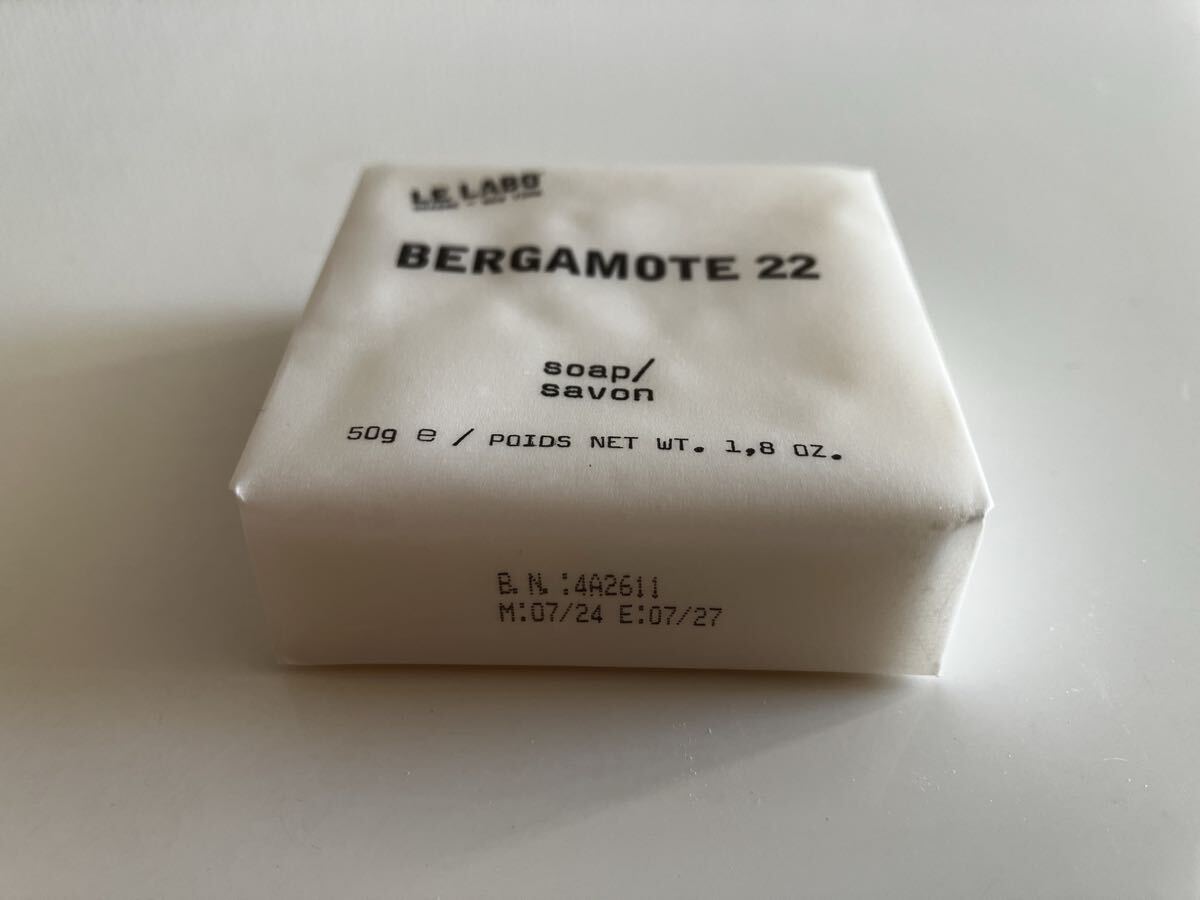 LE LABO
BERGAMOTE 22
soap/
savon
50g e / POIDS NET WT. 1,8 OZ.
B.N.:4A2611
M:07/24 E:07/27